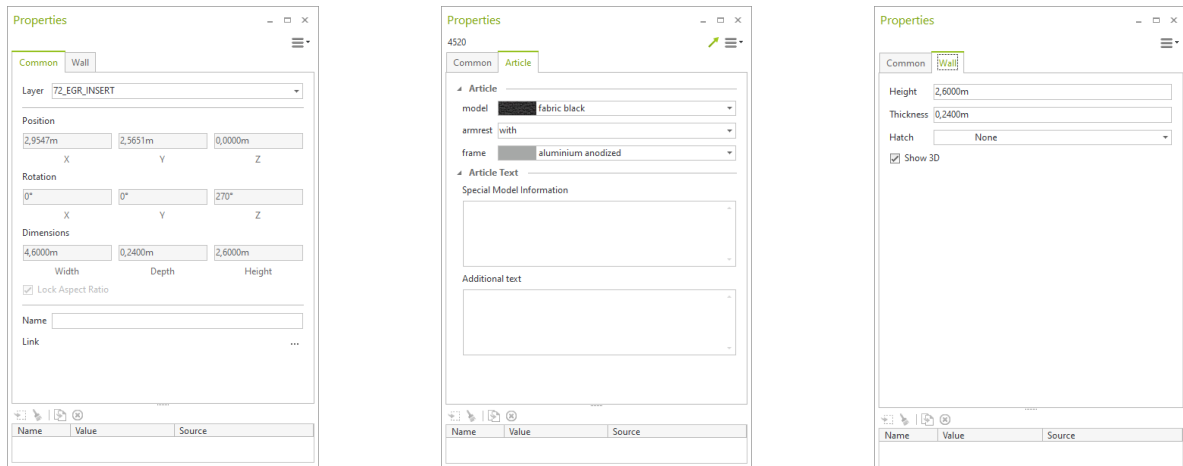 Properties
Common Wall
Layer 72_EGR_INSERT
Position
2,9547m 2,5651m 0,0000m
X Y Z
Rotation
0° 0° 270°
X Y Z
Dimensions
4,6000m 0,2400m 2,6000m
Width Depth Height
Lock Aspect Ratio
Name
Link ...
Name Value Source
Properties
4520
Common Article
Article
model fabric black
armrest with
frame aluminium anodized
Article Text
Special Model Information
Additional text
Name Value Source
Properties
Common Wall
Height 2,6000m
Thickness 0,2400m
Hatch None
Show 3D
Name Value Source